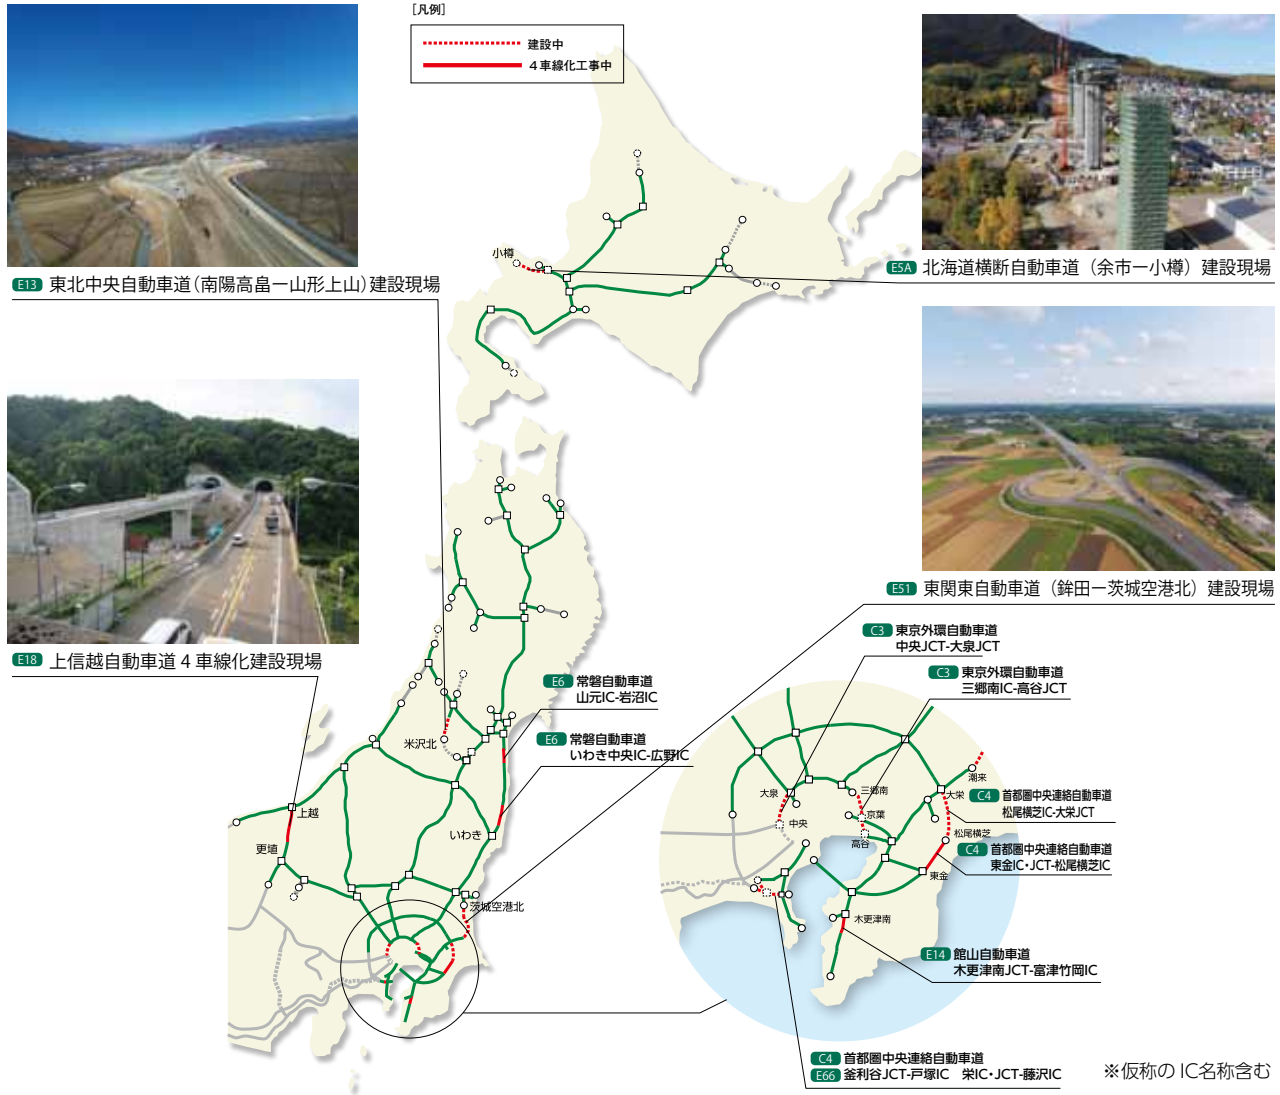 [凡例]
建設中
４車線化工事中
E13 東北中央自動車道(南陽高畠ー山形上山)建設現場
E5A 北海道横断自動車道（余市ー小樽）建設現場
小樽
E18 上信越自動車道４車線化建設現場
E51 東関東自動車道（鉾田ー茨城空港北）建設現場
C3 東京外環自動車道
中央JCT-大泉JCT
C3 東京外環自動車道
三郷南IC-高谷JCT
E6 常磐自動車道
山元IC-岩沼IC
E6 常磐自動車道
いわき中央IC-広野IC
米沢北
上越
更埴
いわき
茨城空港北
大泉
中央
三郷南
京葉
高谷
潮来
大栄
C4 首都圏中央連絡自動車道
松尾横芝IC-大栄JCT
松尾横芝
C4 首都圏中央連絡自動車道
東金IC・JCT-松尾横芝IC
東金
木更津南
E14 館山自動車道
木更津南JCT-富津竹岡IC
C4 首都圏中央連絡自動車道
E66 釜利谷JCT-戸塚IC　栄IC・JCT-藤沢IC
※仮称の IC名称含む